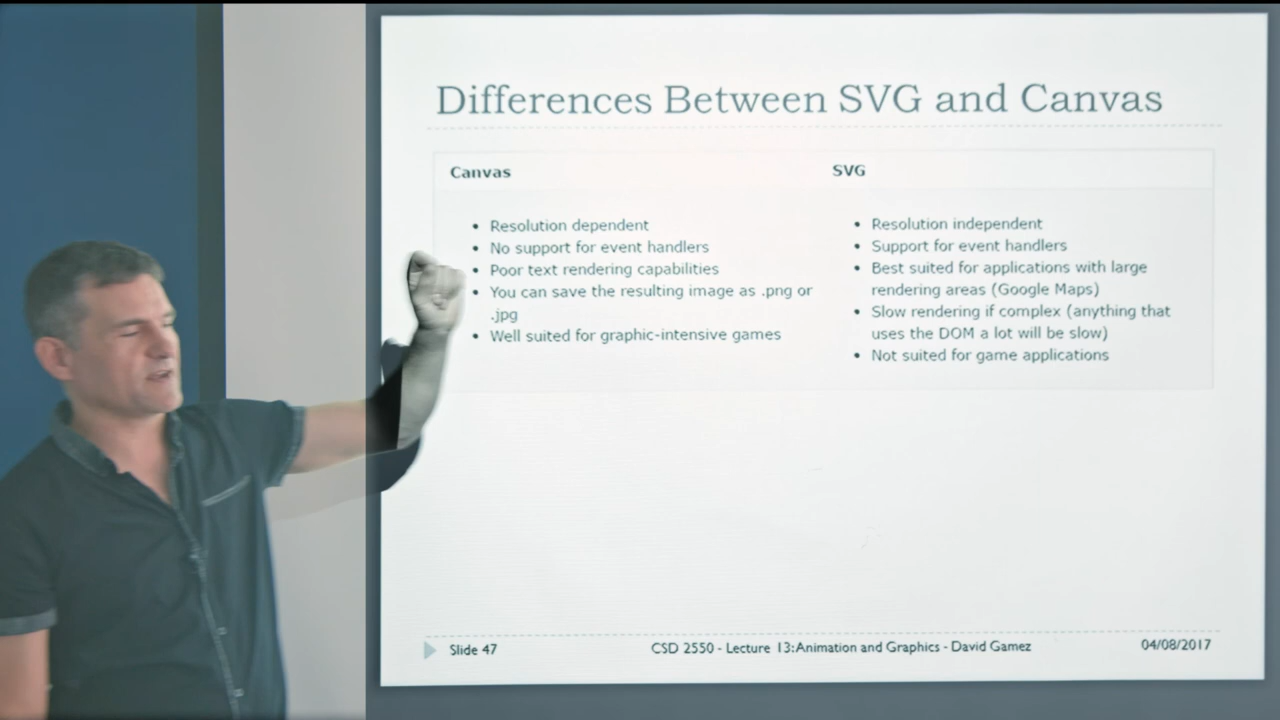 Differences Between SVG and Canvas
Canvas
• Resolution dependent
• No support for event handlers
• Poor text rendering capabilities
• You can save the resulting image as .png or
.jpg
• Well suited for graphic-intensive games
SVG
• Resolution independent
• Support for event handlers
• Best suited for applications with large
rendering areas (Google Maps)
• Slow rendering if complex (anything that
uses the DOM a lot will be slow)
• Not suited for game applications
Slide 47
CSD 2550 - Lecture 13:Animation and Graphics - David Gamez
04/08/2017